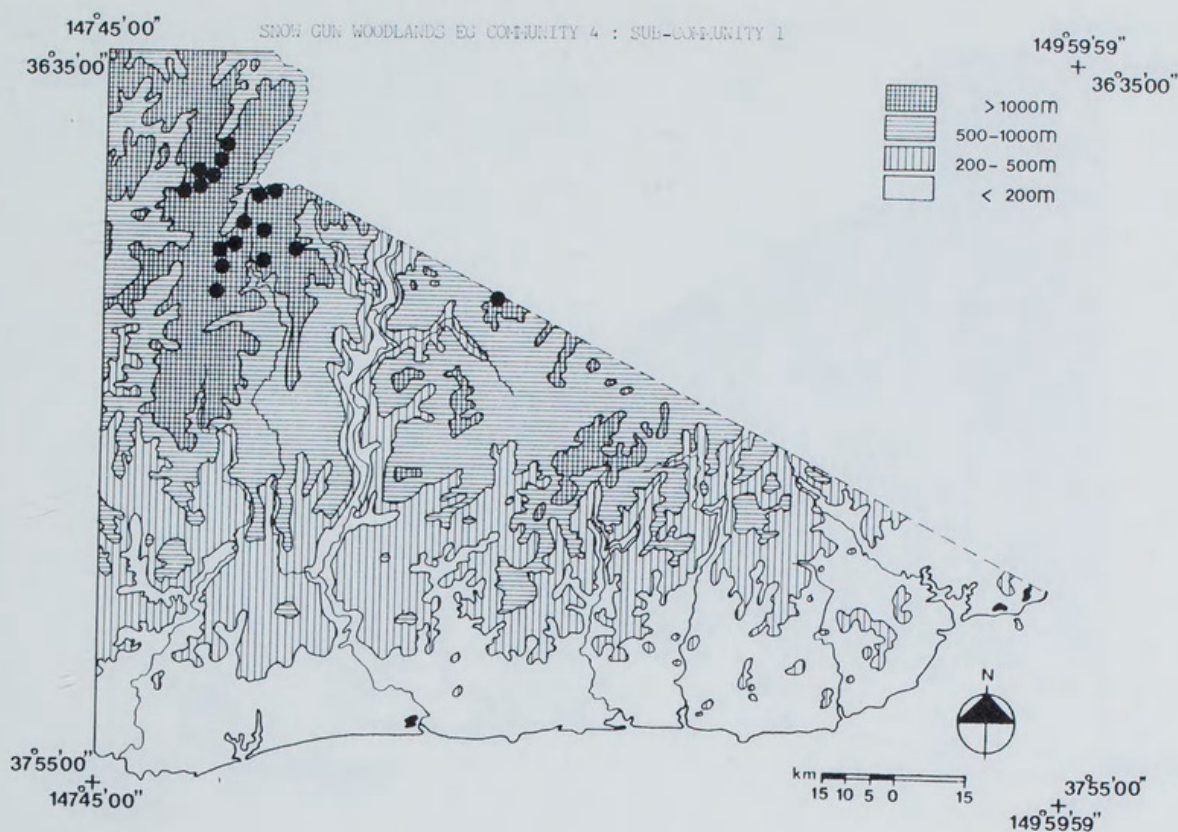 SNOW GUN WOODLANDS EG COMMUNITY 4 : SUB-COMMUNITY 1
147°45'00"
36°35'00"
149°59'59"
36°35'00"
> 1000m
500-1000m
200-500m
< 200m
N
km
15 10 5 0 15
37°55'00"
147°45'00"
37°55'00"
149°59'59"